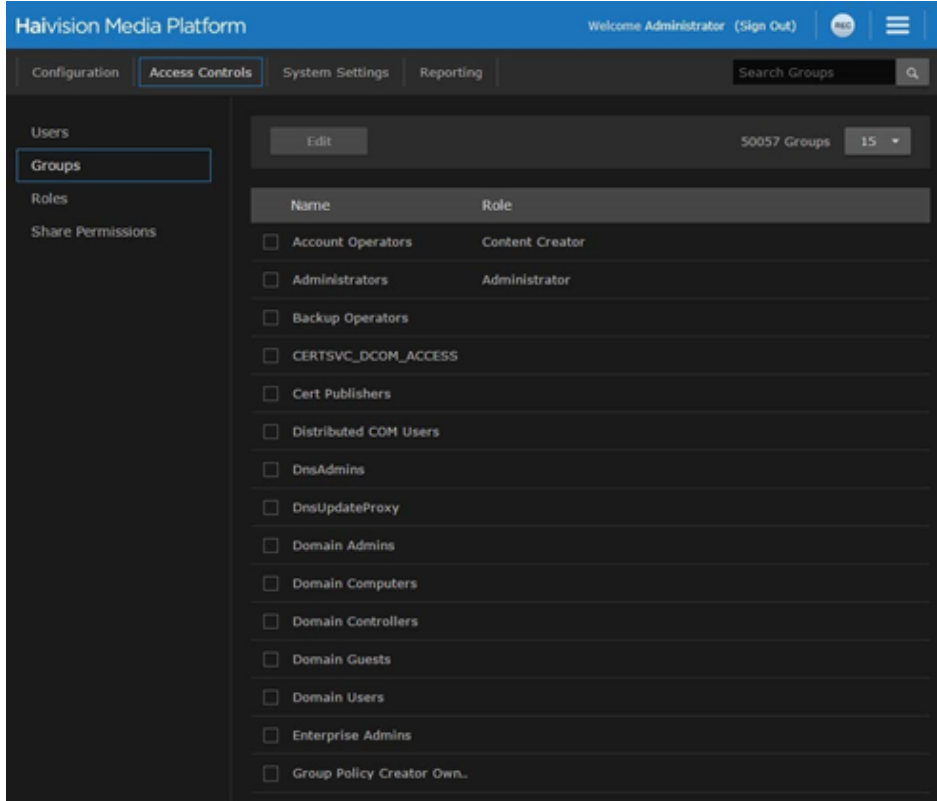 Haivision Media Platform
Welcome Administrator (Sign Out)
REC
Configuration
Access Controls
System Settings
Reporting
Search Groups
Users
Groups
Roles
Share Permissions
Edit
50057 Groups
15
Name Role
Account Operators Content Creator
Administrators Administrator
Backup Operators
CERTSVC_DCOM_ACCESS
Cert Publishers
Distributed COM Users
DnsAdmins
DnsUpdateProxy
Domain Admins
Domain Computers
Domain Controllers
Domain Guests
Domain Users
Enterprise Admins
Group Policy Creator Own..